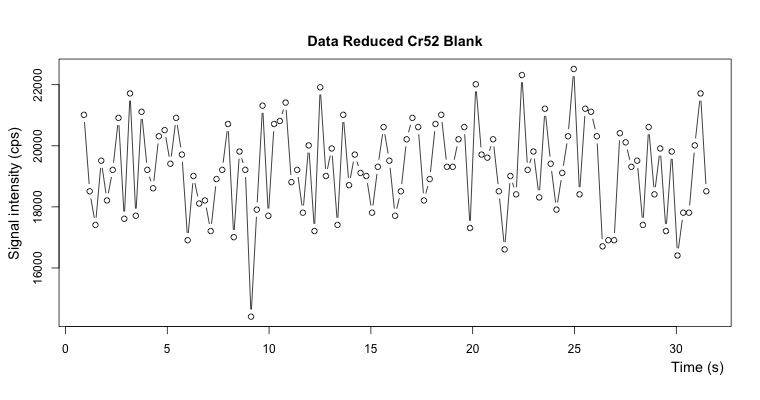 Data Reduced Cr52 Blank
Signal intensity (cps)
22000
20000
18000
16000
0 5 10 15 20 25 30
Time (s)